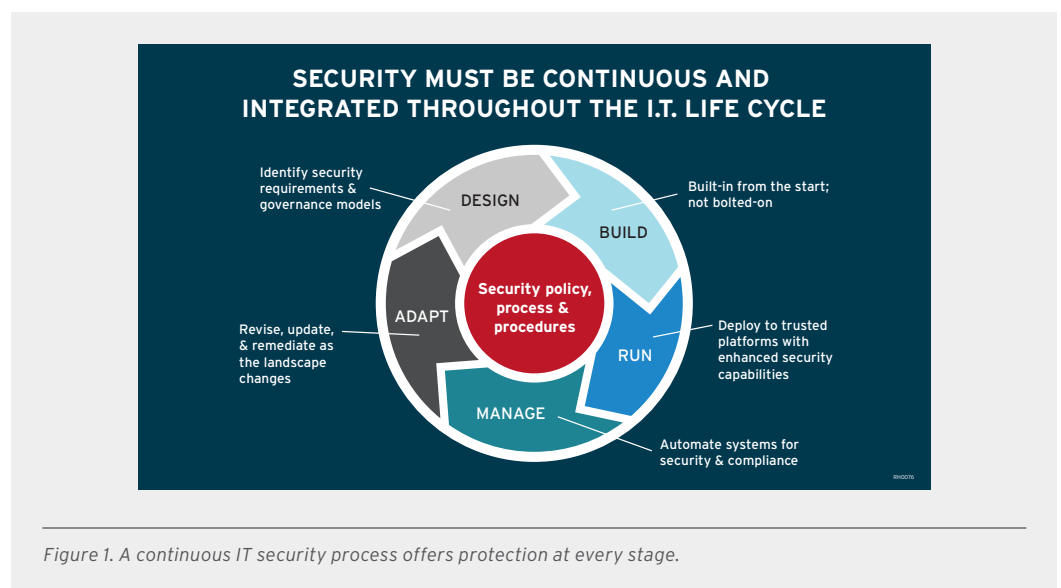 SECURITY MUST BE CONTINUOUS AND
INTEGRATED THROUGHOUT THE I.T. LIFE CYCLE
Identify security
requirements &
governance models
DESIGN
Built-in from the start;
not bolted-on
BUILD
Security policy,
process &
procedures
ADAPT
Revise, update,
& remediate as
the landscape
changes
RUN
Deploy to trusted
platforms with
enhanced security
capabilities
MANAGE
Automate systems for
security & compliance
RH0076
Figure 1. A continuous IT security process offers protection at every stage.